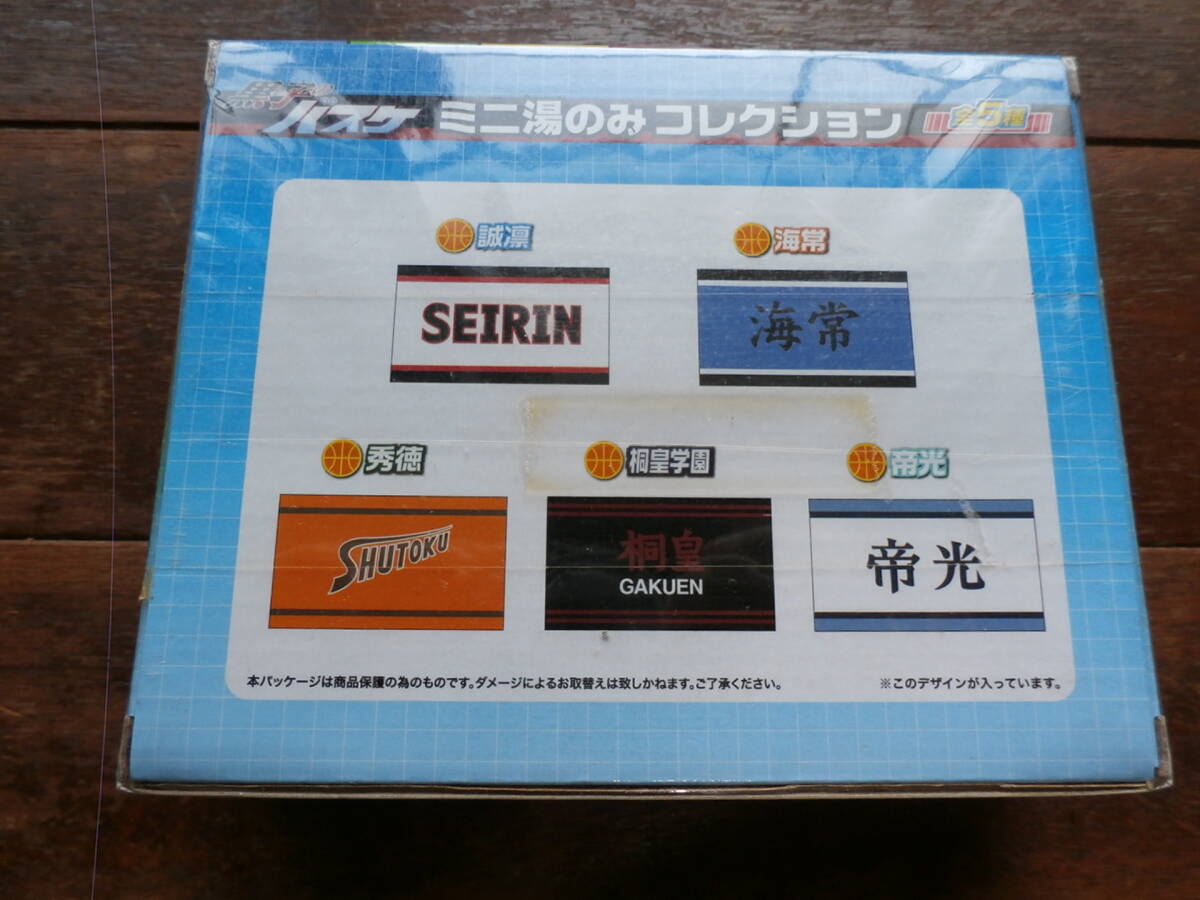 黒子のバスケ ミニ湯のみコレクション 全5種
誠凛 海常
SEIRIN 海常
秀徳 桐皇学園 帝光
SHUTOKU 桐皇 GAKUEN 帝光
本パッケージは商品保護の為のものです。ダメージによるお取替えは致しかねます。ご了承ください。 ※このデザインが入っています。